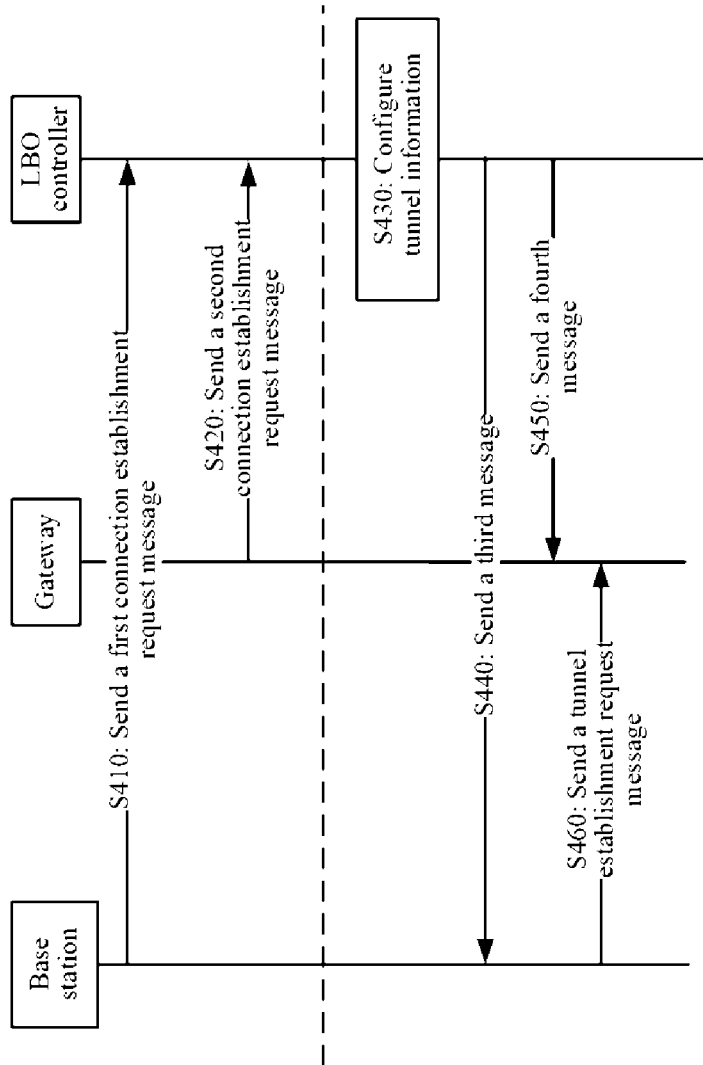 Base
station
Gateway
LBO
controller
S410: Send a first connection establishment
request message
S420: Send a second
connection establishment
request message
S430: Configure
tunnel information
S440: Send a third message
S450: Send a fourth
message
S460: Send a tunnel
establishment request
message